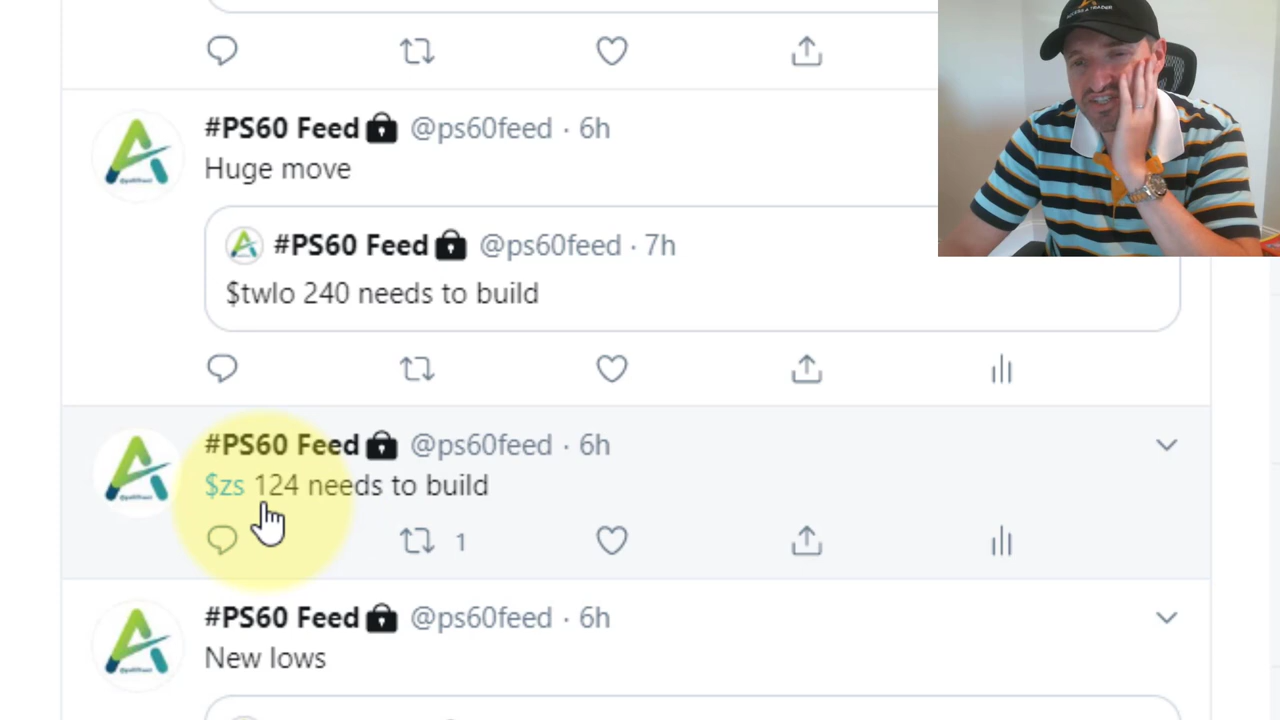 #PS60 Feed @ps60feed · 6h
Huge move
#PS60 Feed @ps60feed · 7h
$twlo 240 needs to build
#PS60 Feed @ps60feed · 6h
$zs 124 needs to build
1
#PS60 Feed @ps60feed · 6h
New lows